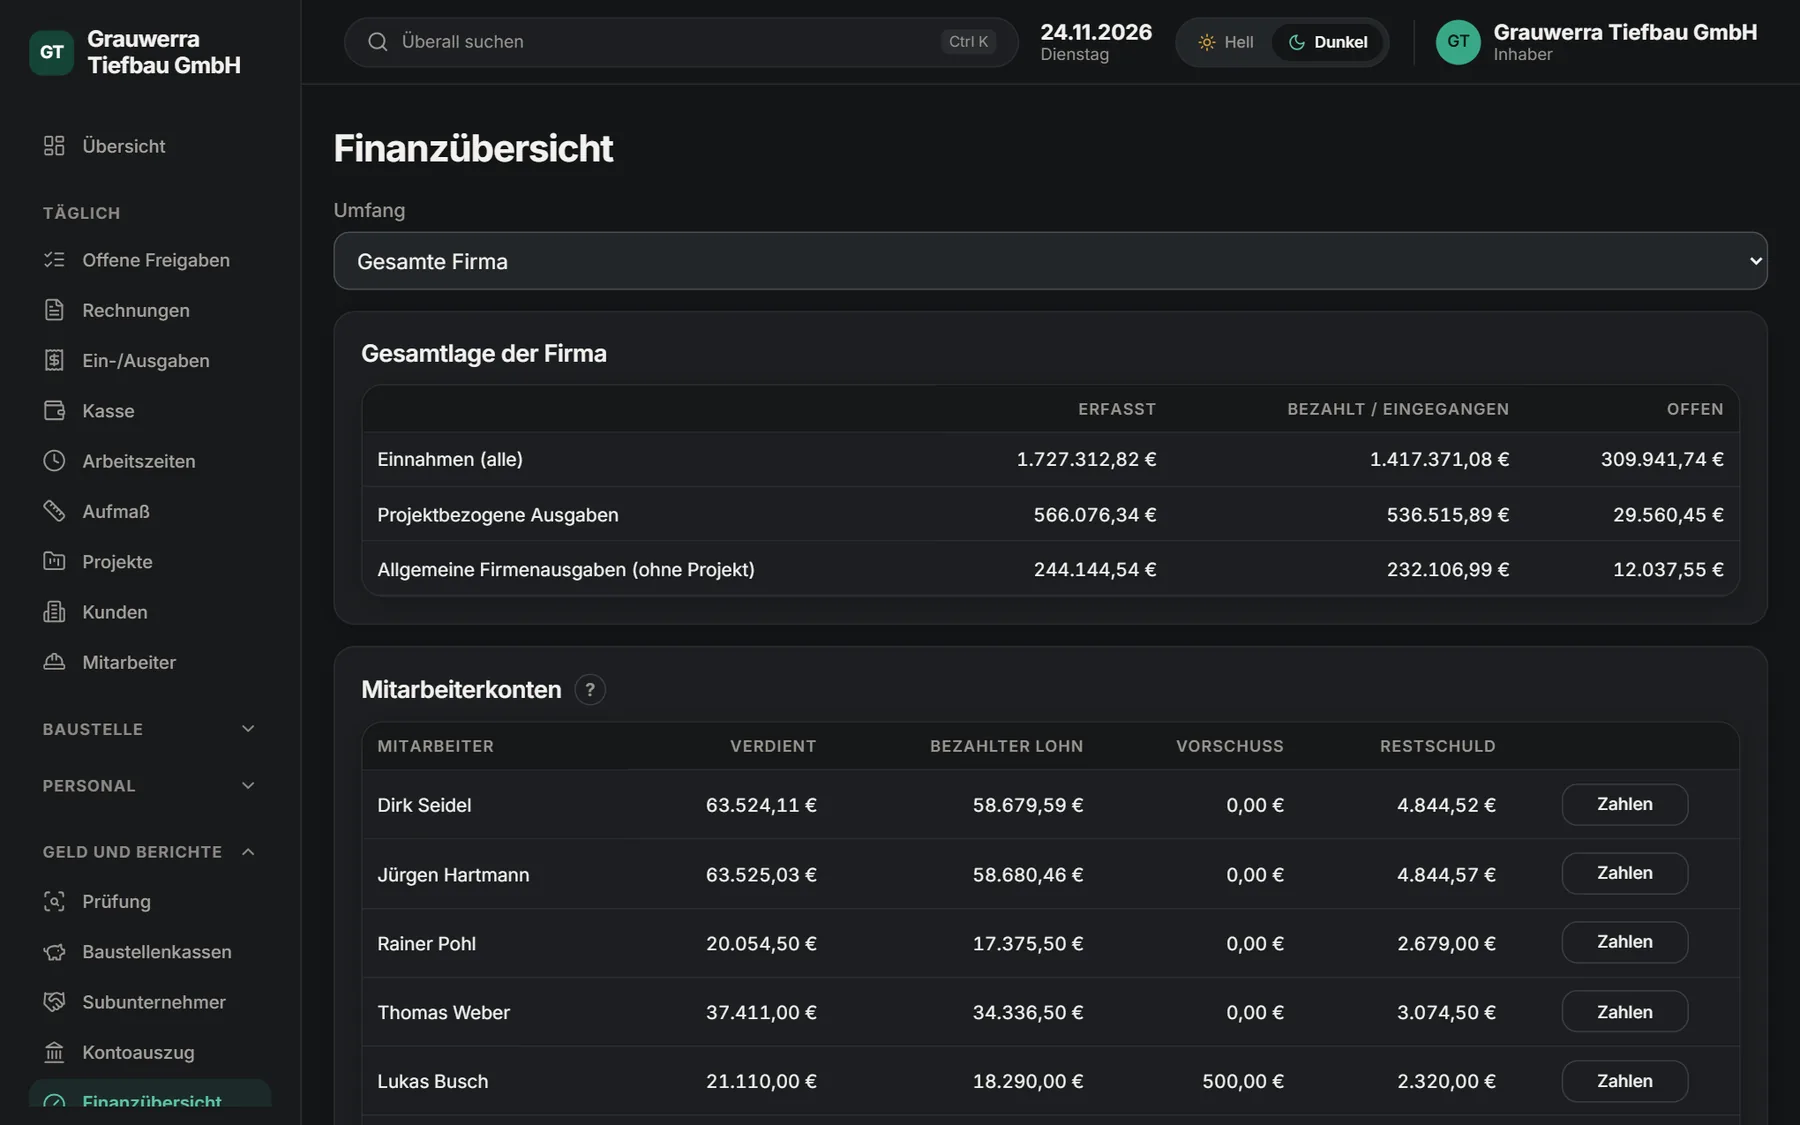 GT
Grauwerra
Tiefbau GmbH
Überall suchen
Ctrl K
24.11.2026
Dienstag
Hell
Dunkel
GT
Grauwerra Tiefbau GmbH
Inhaber
Übersicht
TÄGLICH
Offene Freigaben
Rechnungen
Ein-/Ausgaben
Kasse
Arbeitszeiten
Aufmaß
Projekte
Kunden
Mitarbeiter
BAUSTELLE
PERSONAL
GELD UND BERICHTE
Prüfung
Baustellenkassen
Subunternehmer
Kontoauszug
Finanzübersicht
Finanzübersicht
Umfang
Gesamte Firma
Gesamtlage der Firma
ERFASST BEZAHLT / EINGEGANGEN OFFEN
Einnahmen (alle) 1.727.312,82 € 1.417.371,08 € 309.941,74 €
Projektbezogene Ausgaben 566.076,34 € 536.515,89 € 29.560,45 €
Allgemeine Firmenausgaben (ohne Projekt) 244.144,54 € 232.106,99 € 12.037,55 €
Mitarbeiterkonten ?
MITARBEITER VERDIENT BEZAHLTER LOHN VORSCHUSS RESTSCHULD
Dirk Seidel 63.524,11 € 58.679,59 € 0,00 € 4.844,52 € Zahlen
Jürgen Hartmann 63.525,03 € 58.680,46 € 0,00 € 4.844,57 € Zahlen
Rainer Pohl 20.054,50 € 17.375,50 € 0,00 € 2.679,00 € Zahlen
Thomas Weber 37.411,00 € 34.336,50 € 0,00 € 3.074,50 € Zahlen
Lukas Busch 21.110,00 € 18.290,00 € 500,00 € 2.320,00 € Zahlen